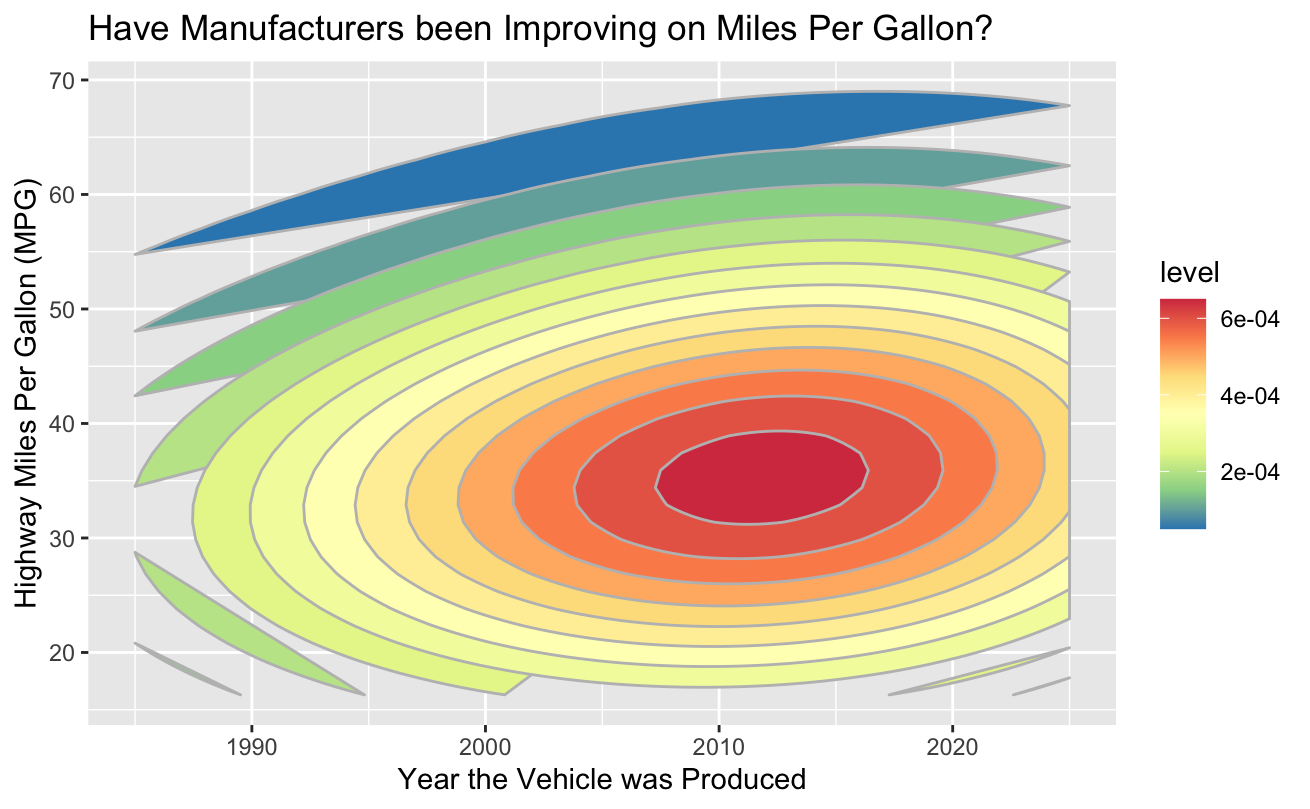 Have Manufacturers been Improving on Miles Per Gallon?
70
60
50
40
30
20
Highway Miles Per Gallon (MPG)
1990 2000 2010 2020
Year the Vehicle was Produced
level
6e-04
4e-04
2e-04